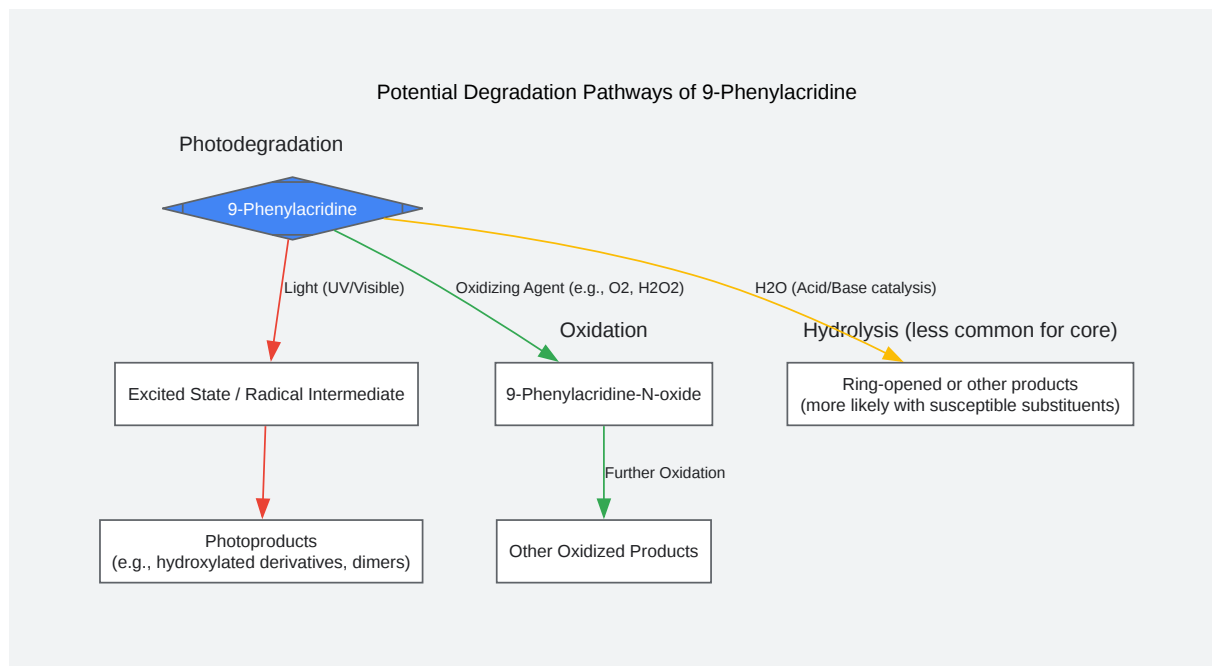 Potential Degradation Pathways of 9-Phenylacridine
Photodegradation
9-Phenylacridine
Light (UV/Visible)
Oxidizing Agent (e.g., O2, H2O2)
H2O (Acid/Base catalysis)
Oxidation
Hydrolysis (less common for core)
Excited State / Radical Intermediate
9-Phenylacridine-N-oxide
Ring-opened or other products
(more likely with susceptible substituents)
Further Oxidation
Photoproducts
(e.g., hydroxylated derivatives, dimers)
Other Oxidized Products